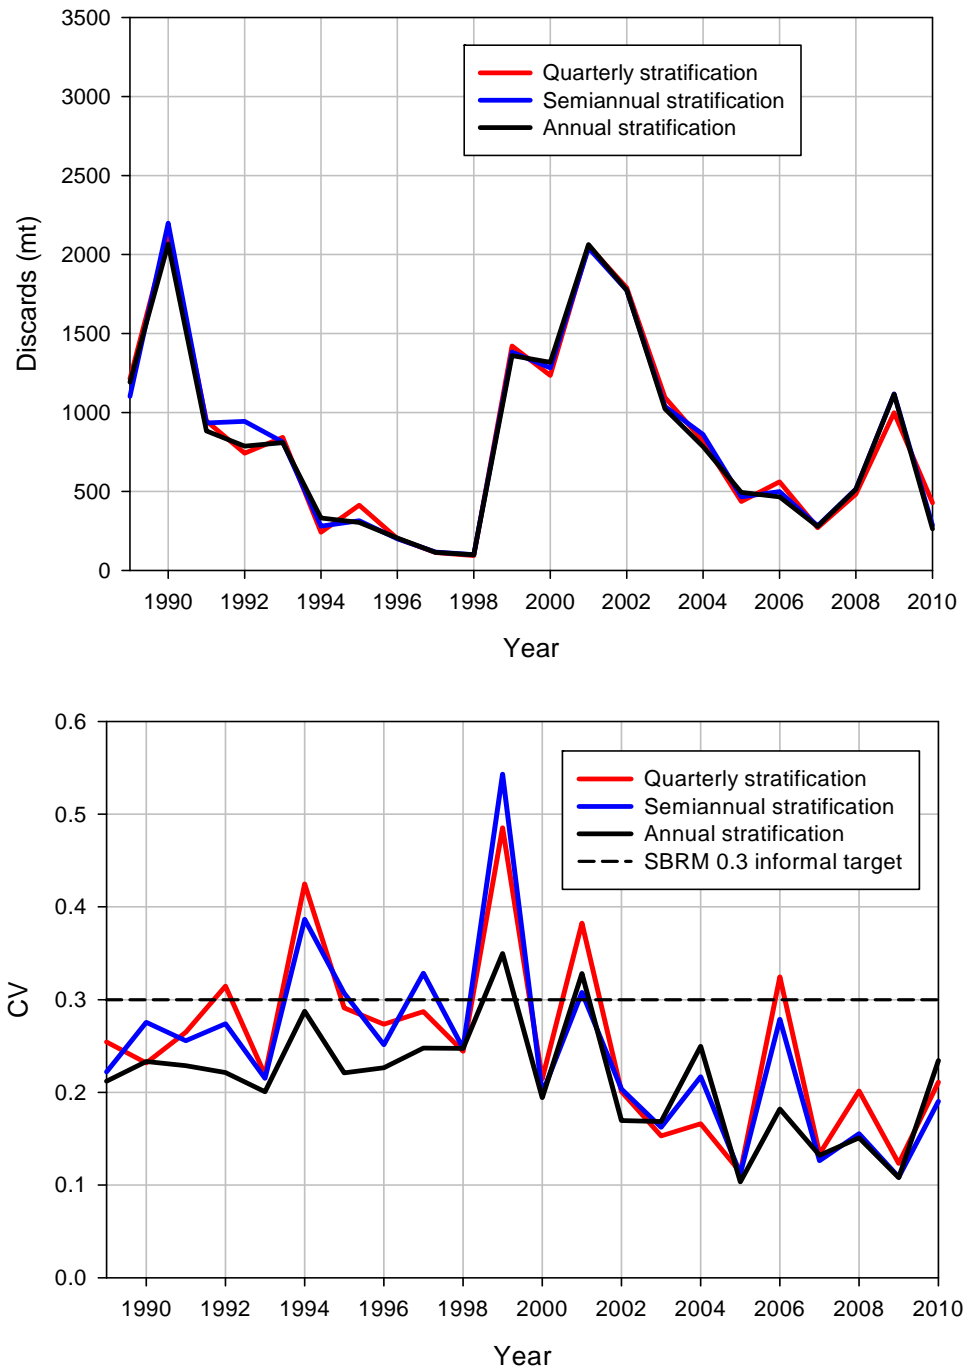 3500
3000
2500
2000
1500
1000
500
0
Discards (mt)
Quarterly stratification
Semiannual stratification
Annual stratification
1990 1992 1994 1996 1998 2000 2002 2004 2006 2008 2010
Year
0.6
0.5
0.4
0.3
0.2
0.1
0.0
CV
Quarterly stratification
Semiannual stratification
Annual stratification
SBRM 0.3 informal target
1990 1992 1994 1996 1998 2000 2002 2004 2006 2008 2010
Year